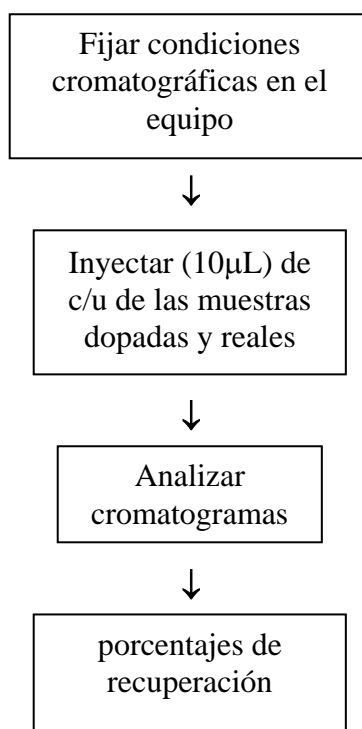 Fijar condiciones
cromatográficas en el
equipo
↓
Inyectar (10μL) de
c/u de las muestras
dopadas y reales
↓
Analizar
cromatogramas
↓
porcentajes de
recuperación